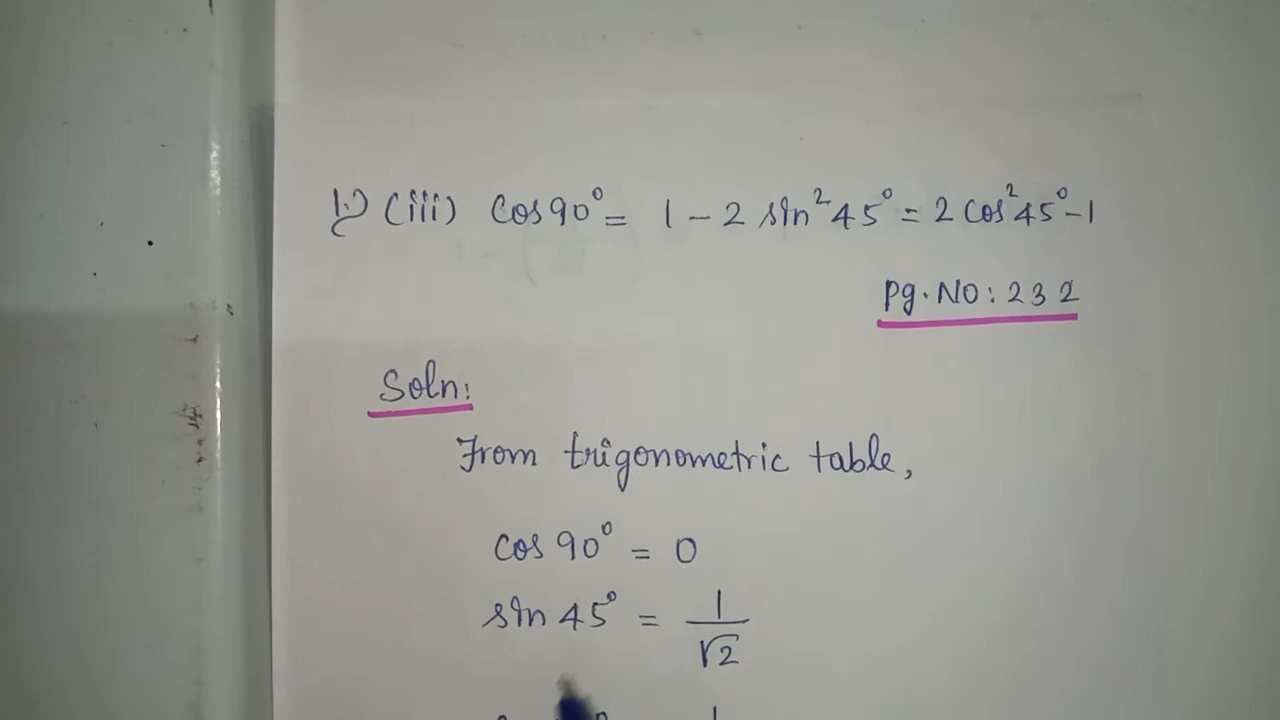 1.) (iii) Cos 90° = 1 - 2 sin²45° = 2 cos²45° - 1
Pg. No: 232
Soln:
From trigonometric table,
cos 90° = 0
sin 45° = 1/√2